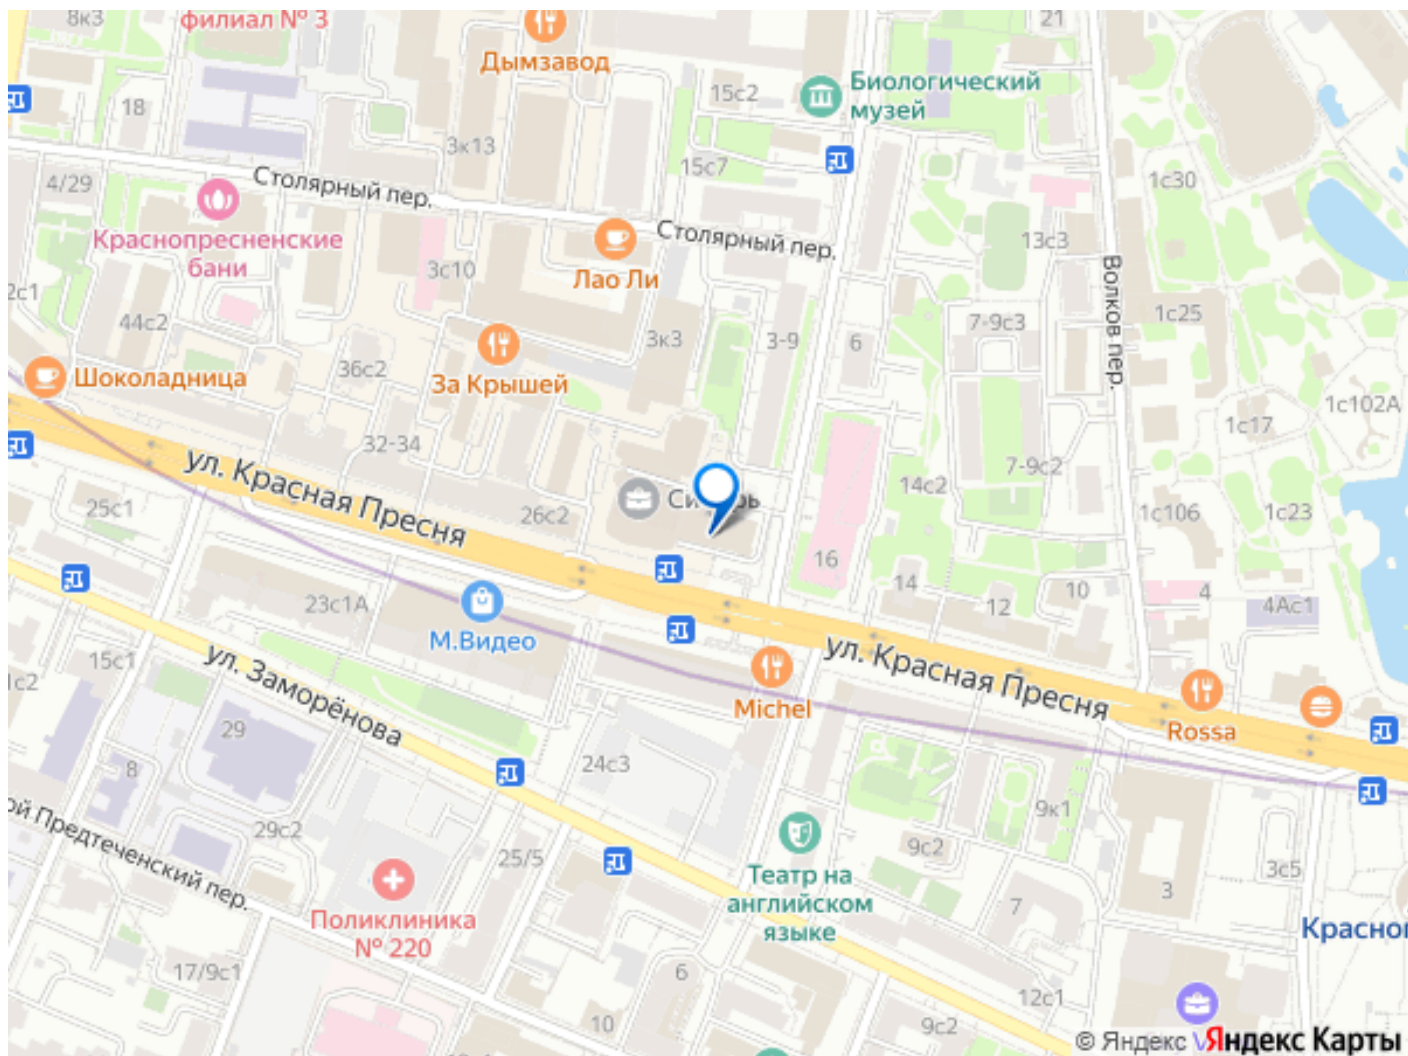 8к3
филиал № 3
Дымзавод
21
15с2
Биологический
музей
18
3к13
15с7
4/29
Столярный пер.
1с30
Краснопресненские
бани
Столярный пер.
13с3
3с10
Лао Ли
Волков пер.
2с1
44с2
3к3
3-9
6
7-9с3
1с25
36с2
За Крышей
Шоколадница
1с102А
1с17
32-34
ул. Красная Пресня
7-9с2
14с2
25с1
26с2
1с106
1с23
16
14
12
10
4
4Ас1
23с1А
М.Видео
ул. Красная Пресня
15с1
1с2
ул. Заморёнова
Michel
Rossa
29
24с3
8
9к1
29с2
ой Предтеченский пер.
25/5
Театр на
английском
языке
9с2
3с5
3
7
Поликлиника
№ 220
17/9с1
6
12с1
10
9с2
© Яндекс
Яндекс Карты